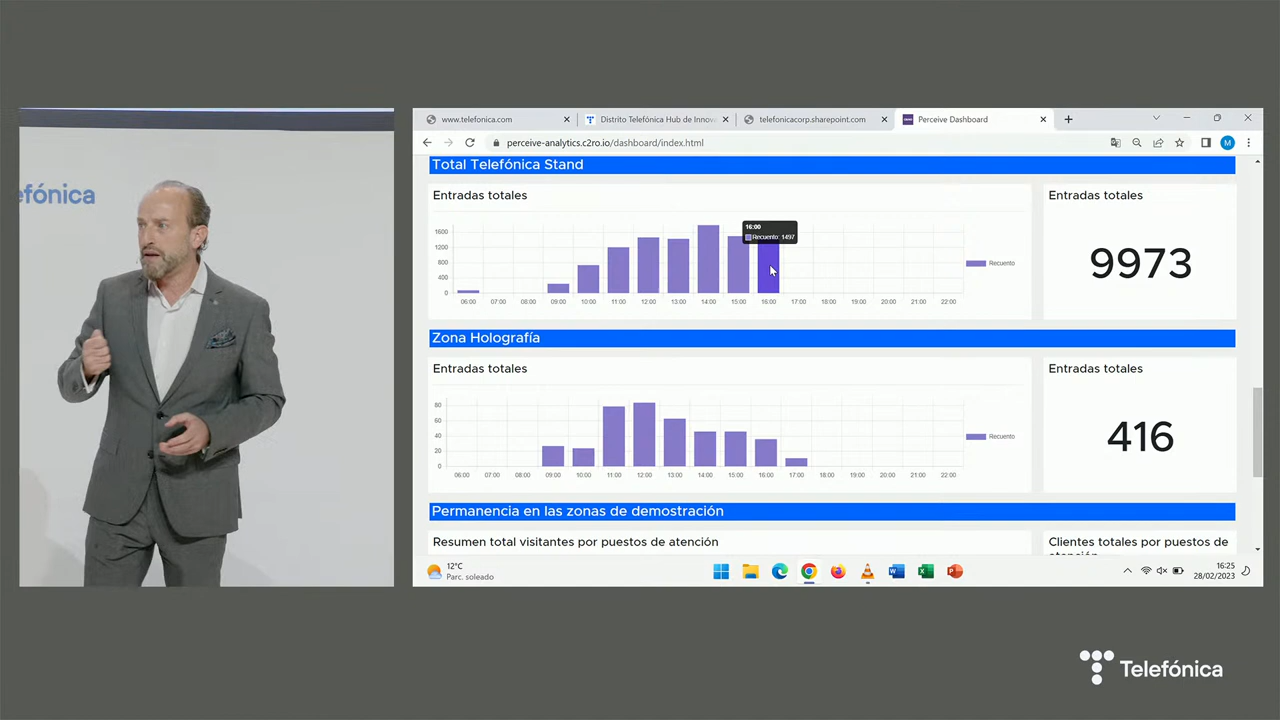 efónica
www.telefonica.com
Distrito Telefónica Hub de Innov
telefonicacorp.sharepoint.com
Perceive Dashboard
perceive-analytics.c2ro.io/dashboard/index.html
M
Total Telefónica Stand
Entradas totales
1600
1200
800
400
0
16:00
Recuento: 1497
Recuento
06:00 07:00 08:00 09:00 10:00 11:00 12:00 13:00 14:00 15:00 16:00 17:00 18:00 19:00 20:00 21:00 22:00
Entradas totales
9973
Zona Holografía
Entradas totales
80
60
40
20
0
Recuento
06:00 07:00 08:00 09:00 10:00 11:00 12:00 13:00 14:00 15:00 16:00 17:00 18:00 19:00 20:00 21:00 22:00
Entradas totales
416
Permanencia en las zonas de demostración
Resumen total visitantes por puestos de atención
Clientes totales por puestos de
atención
12°C
Parc. soleado
16:25
28/02/2023
Telefónica